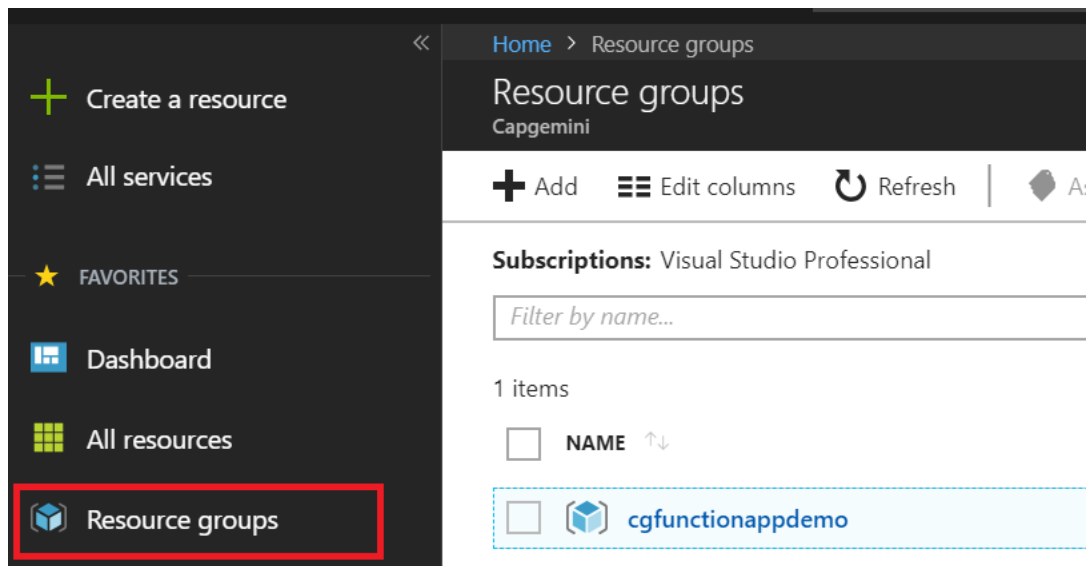 Create a resource
All services
FAVORITES
Dashboard
All resources
Resource groups
Home > Resource groups
Resource groups
Capgemini
Add Edit columns Refresh
Subscriptions: Visual Studio Professional
Filter by name...
1 items
NAME
cgfunctionappdemo